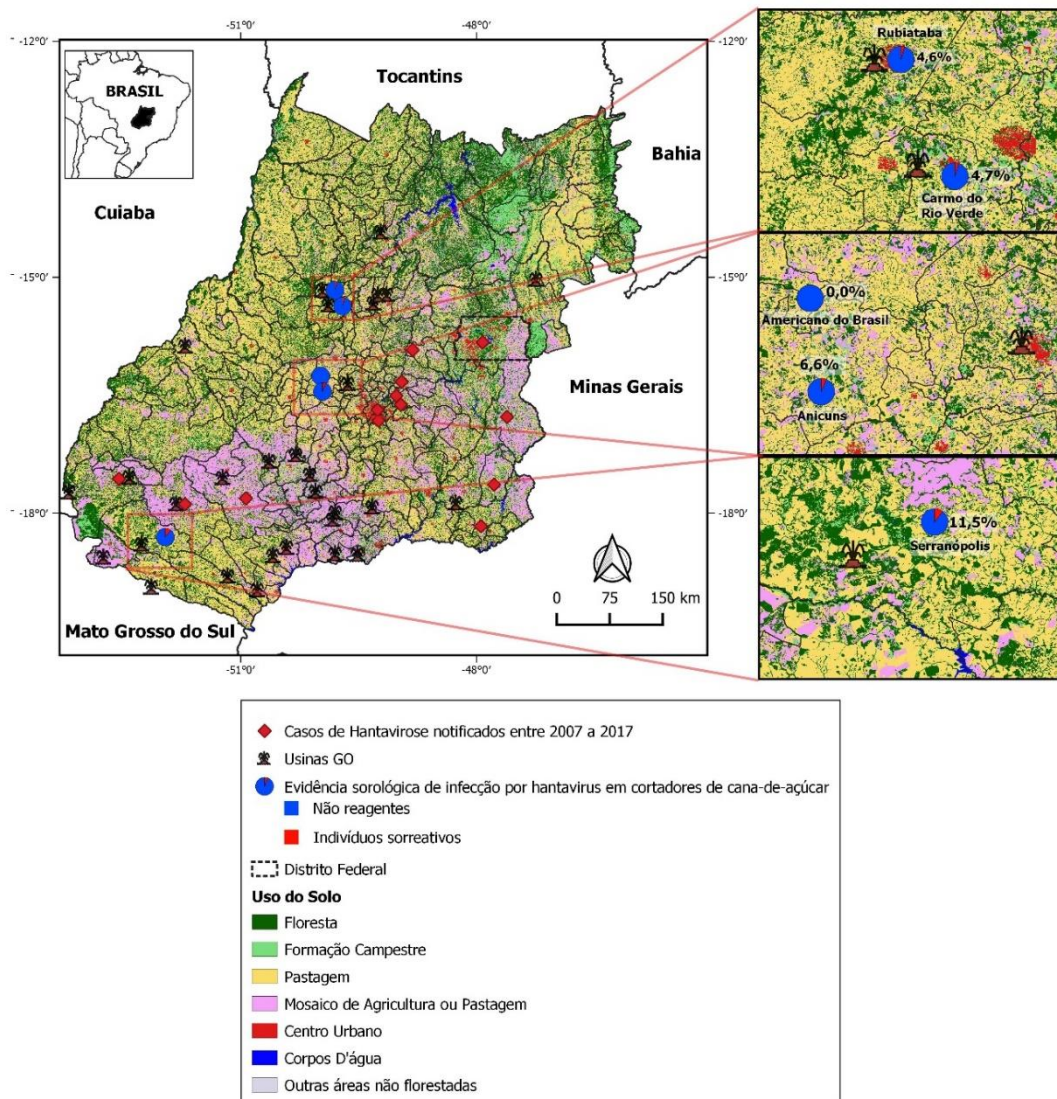 -51°0'
-48°0'
-12°0'
-12°0'
BRASIL
Tocantins
Bahia
Cuiaba
-15°0'
-15°0'
Minas Gerais
-18°0'
-18°0'
Mato Grosso do Sul
0 75 150 km
-51°0'
-48°0'
Rubiataba
4,6%
4,7%
Carmo do
Rio Verde
0,0%
Americano do Brasil
6,6%
Anicuns
11,5%
Serranópolis
Casos de Hantavirose notificados entre 2007 a 2017
Usinas GO
Evidência sorológica de infecção por hantavirus em cortadores de cana-de-açúcar
Não reagentes
Indivíduos sorreativos
Distrito Federal
Uso do Solo
Floresta
Formação Campestre
Pastagem
Mosaico de Agricultura ou Pastagem
Centro Urbano
Corpos D'água
Outras áreas não florestadas